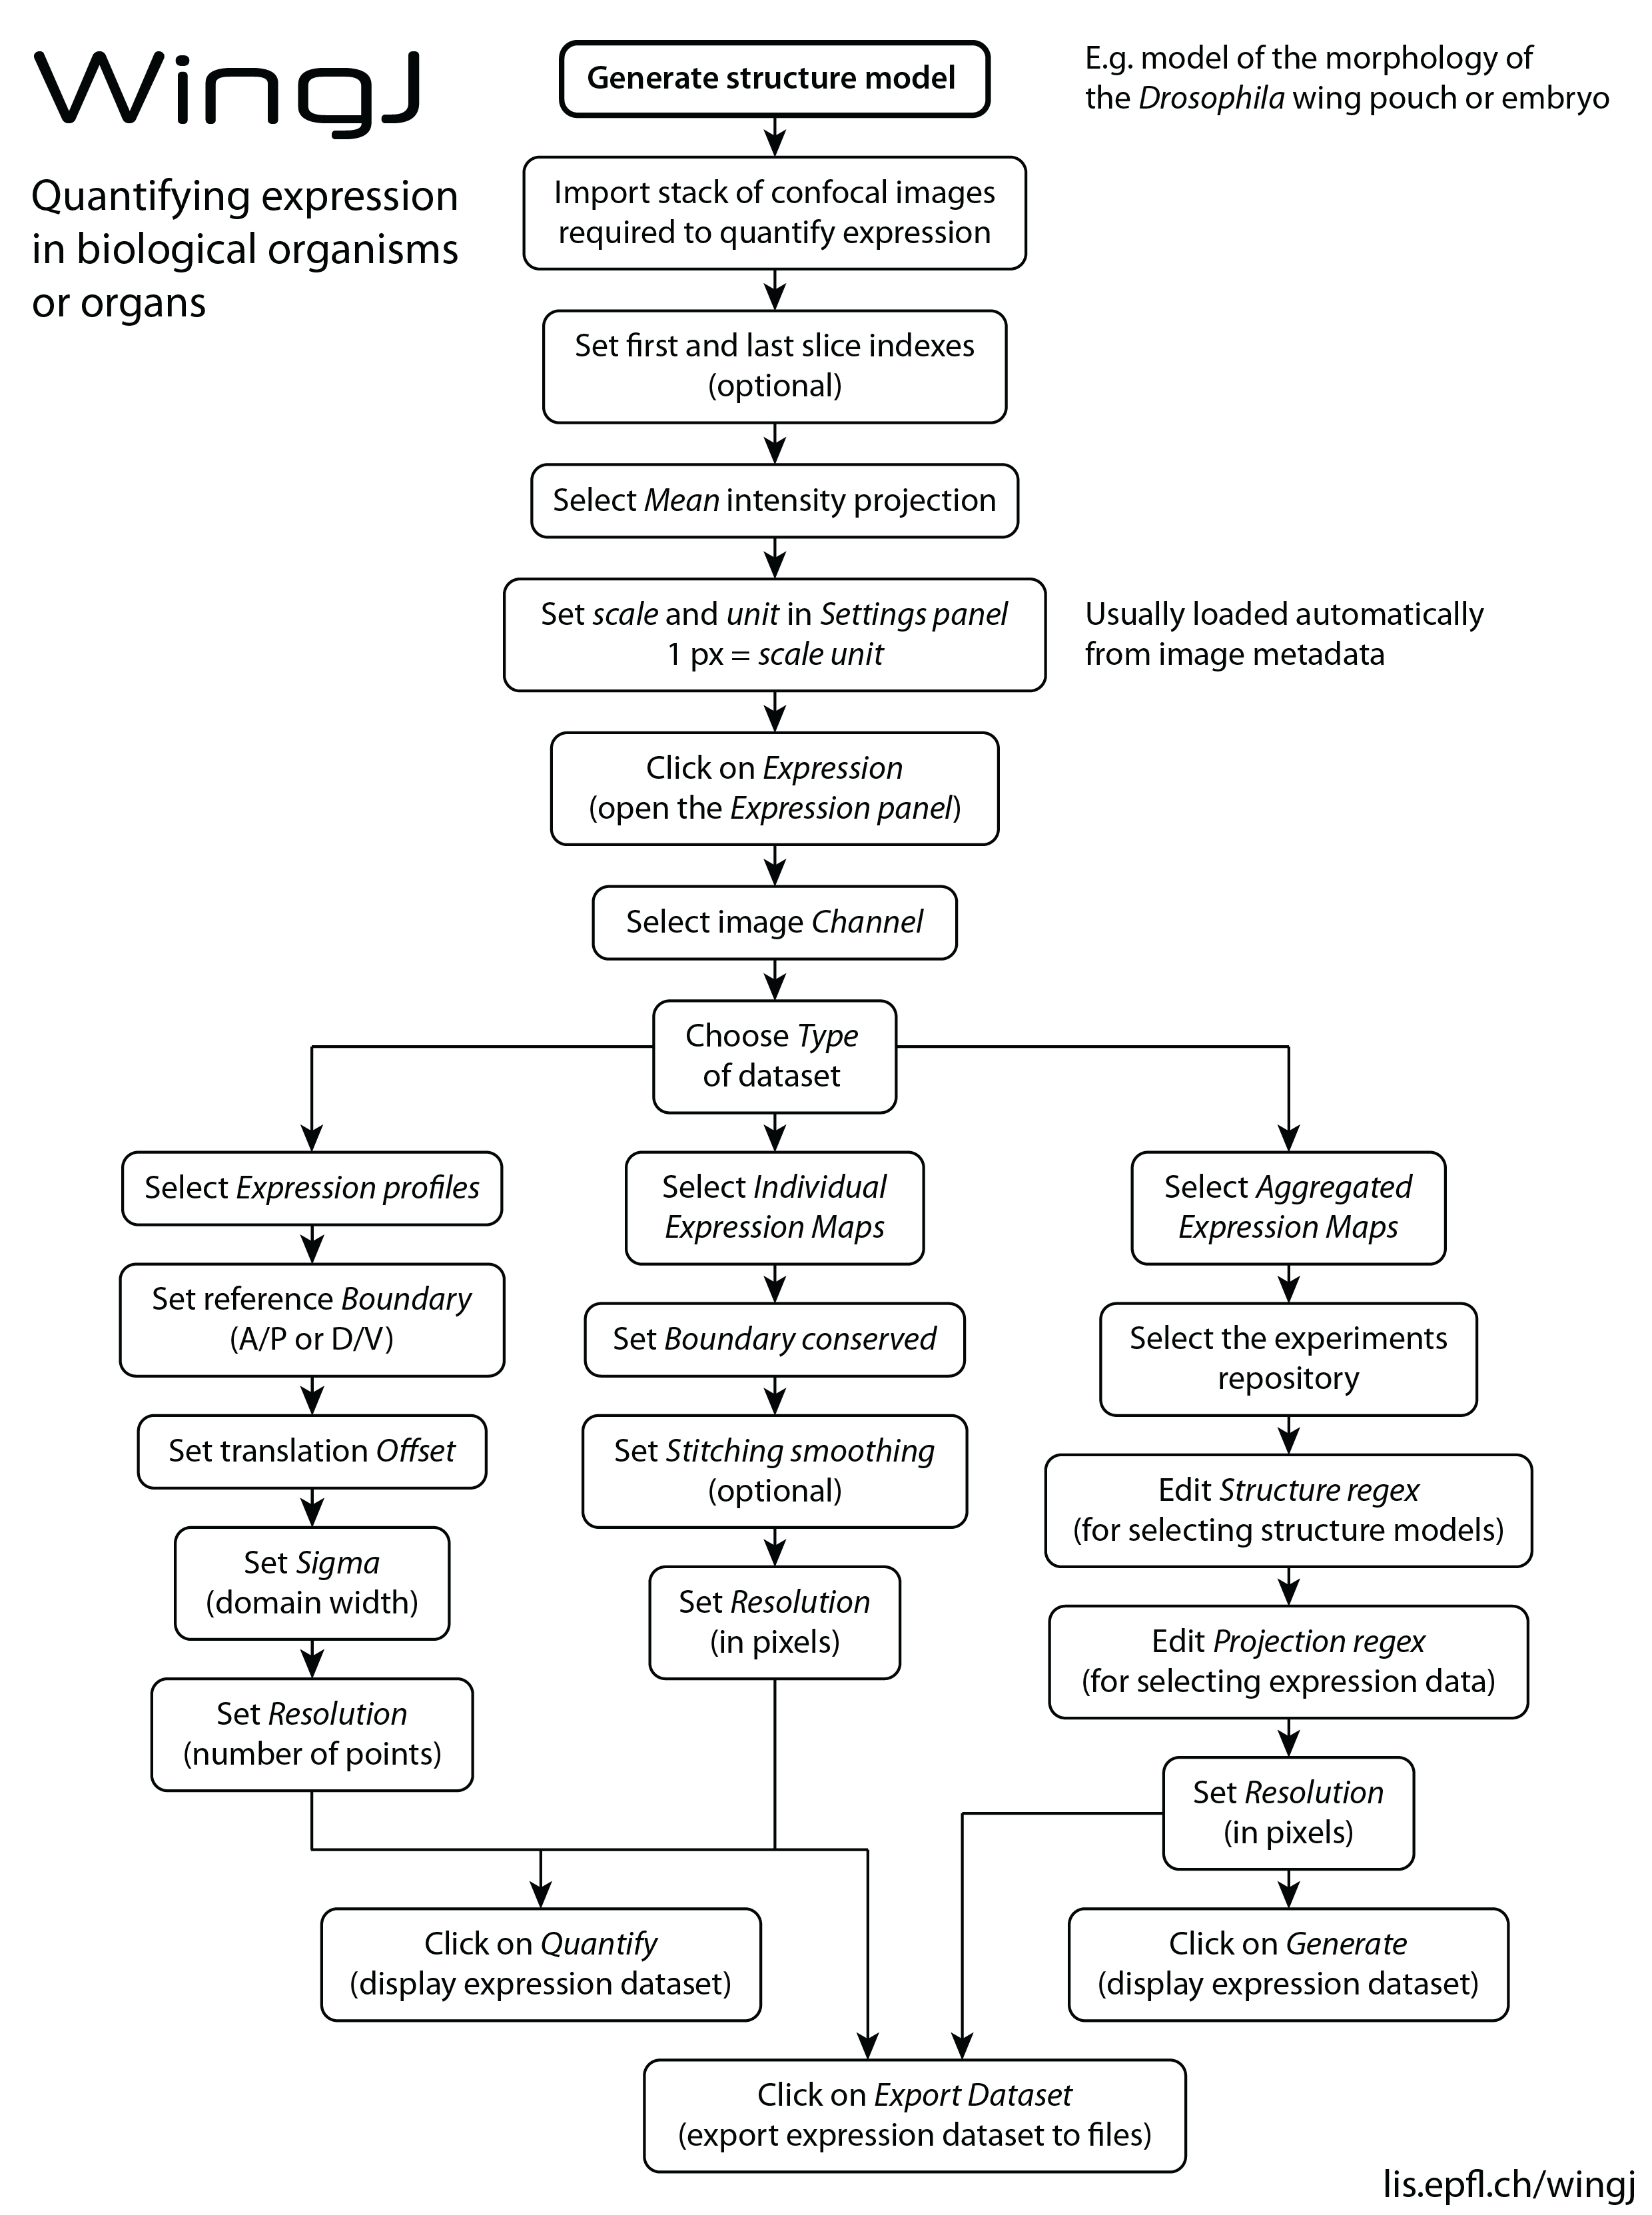 WingJ
Quantifying expression
in biological organisms
or organs
Generate structure model
E.g. model of the morphology of
the Drosophila wing pouch or embryo
Import stack of confocal images
required to quantify expression
Set first and last slice indexes
(optional)
Select Mean intensity projection
Set scale and unit in Settings panel
1 px = scale unit
Usually loaded automatically
from image metadata
Click on Expression
(open the Expression panel)
Select image Channel
Choose Type
of dataset
Select Expression profiles
Set reference Boundary
(A/P or D/V)
Set translation Offset
Set Sigma
(domain width)
Set Resolution
(number of points)
Select Individual
Expression Maps
Set Boundary conserved
Set Stitching smoothing
(optional)
Set Resolution
(in pixels)
Select Aggregated
Expression Maps
Select the experiments
repository
Edit Structure regex
(for selecting structure models)
Edit Projection regex
(for selecting expression data)
Set Resolution
(in pixels)
Click on Quantify
(display expression dataset)
Click on Generate
(display expression dataset)
Click on Export Dataset
(export expression dataset to files)
lis.epfl.ch/wingj